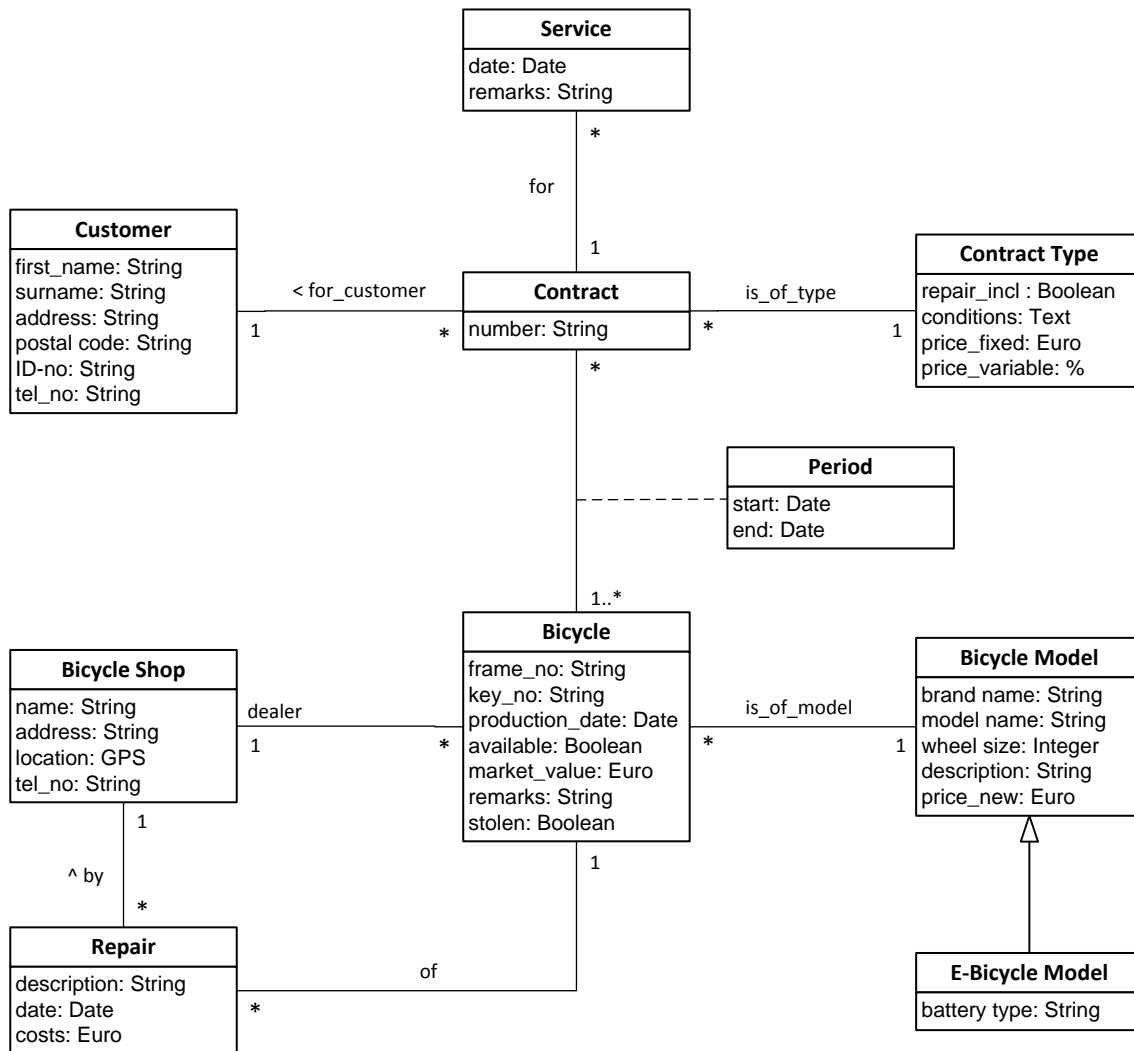 Service
date: Date
remarks: String
*
for
1
Customer
first_name: String
surname: String
address: String
postal code: String
ID-no: String
tel_no: String
< for_customer
1
*
Contract
number: String
is_of_type
*
1
Contract Type
repair_incl : Boolean
conditions: Text
price_fixed: Euro
price_variable: %
*
Period
start: Date
end: Date
1..*
Bicycle Shop
name: String
address: String
location: GPS
tel_no: String
dealer
1
*
Bicycle
frame_no: String
key_no: String
production_date: Date
available: Boolean
market_value: Euro
remarks: String
stolen: Boolean
is_of_model
*
1
Bicycle Model
brand name: String
model name: String
wheel size: Integer
description: String
price_new: Euro
1
^ by
*
1
Repair
description: String
date: Date
costs: Euro
of
*
E-Bicycle Model
battery type: String